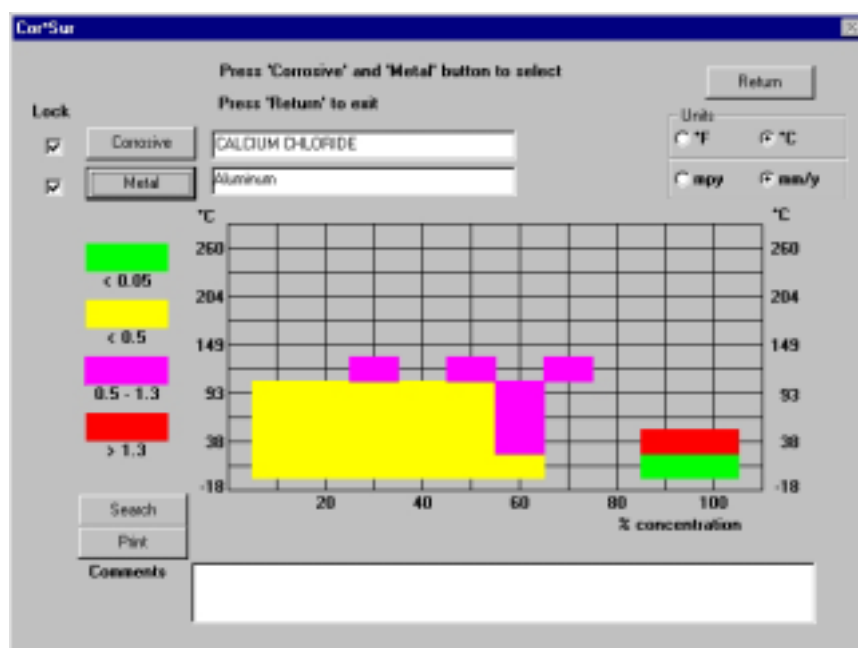 Cor*Sur
Press 'Corrosive' and 'Metal' button to select
Return
Press 'Return' to exit
Lock
Units
°F
°C
Corrosive
CALCIUM CHLORIDE
Metal
Aluminum
mpy
mm/y
°C
°C
260
260
< 0.05
204
204
< 0.5
149
149
0.5 - 1.3
93
93
> 1.3
38
38
-18
-18
20
40
60
80
100
% concentration
Search
Print
Comments